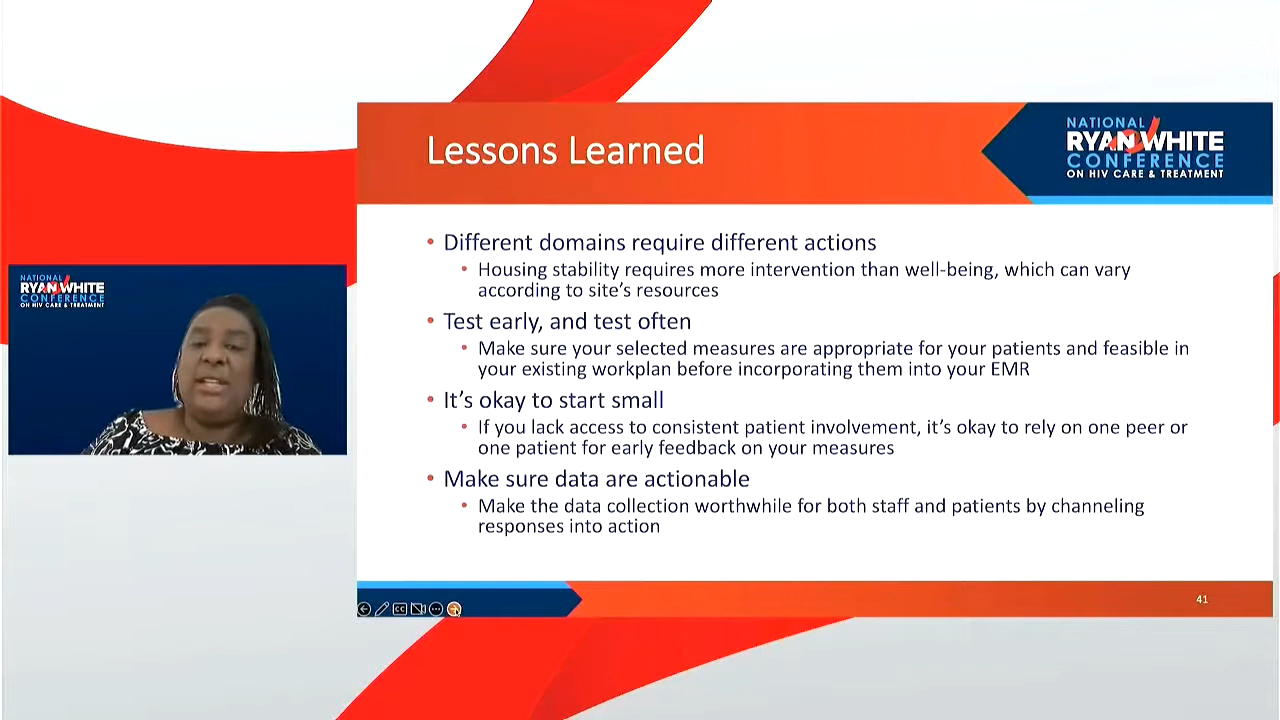 NATIONAL
RYAN WHITE
CONFERENCE
ON HIV CARE & TREATMENT
Lessons Learned
NATIONAL
RYAN WHITE
CONFERENCE
ON HIV CARE & TREATMENT
• Different domains require different actions
• Housing stability requires more intervention than well-being, which can vary
according to site's resources
• Test early, and test often
• Make sure your selected measures are appropriate for your patients and feasible in
your existing workplan before incorporating them into your EMR
• It's okay to start small
• If you lack access to consistent patient involvement, it's okay to rely on one peer or
one patient for early feedback on your measures
• Make sure data are actionable
• Make the data collection worthwhile for both staff and patients by channeling
responses into action
CC
41